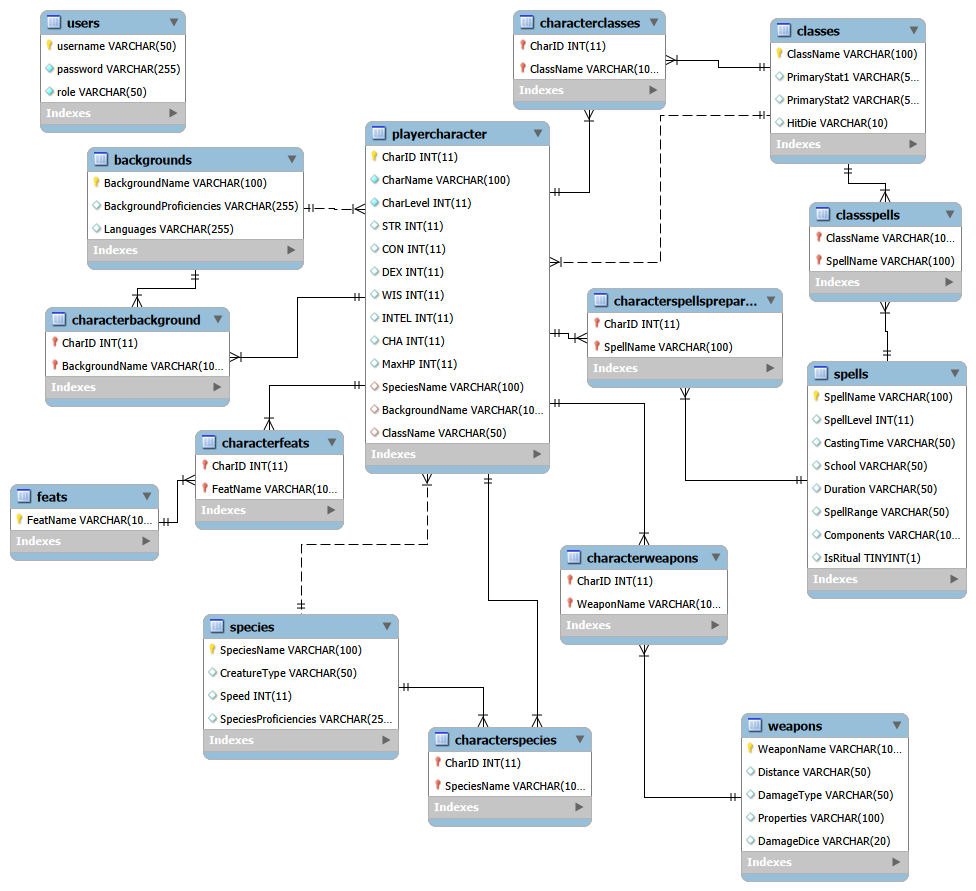 users
username VARCHAR(50)
password VARCHAR(255)
role VARCHAR(50)
Indexes
characterclasses
CharID INT(11)
ClassName VARCHAR(10...
Indexes
classes
ClassName VARCHAR(100)
PrimaryStat1 VARCHAR(5...
PrimaryStat2 VARCHAR(5...
HitDie VARCHAR(10)
Indexes
backgrounds
BackgroundName VARCHAR(100)
BackgroundProficiencies VARCHAR(255)
Languages VARCHAR(255)
Indexes
playercharacter
CharID INT(11)
CharName VARCHAR(100)
CharLevel INT(11)
STR INT(11)
CON INT(11)
DEX INT(11)
WIS INT(11)
INTEL INT(11)
CHA INT(11)
MaxHP INT(11)
SpeciesName VARCHAR(100)
BackgroundName VARCHAR(10...
ClassName VARCHAR(50)
Indexes
classspells
ClassName VARCHAR(10...
SpellName VARCHAR(100)
Indexes
characterbackground
CharID INT(11)
BackgroundName VARCHAR(10...
Indexes
characterspellsprepar...
CharID INT(11)
SpellName VARCHAR(100)
Indexes
spells
SpellName VARCHAR(100)
SpellLevel INT(11)
CastingTime VARCHAR(50)
School VARCHAR(50)
Duration VARCHAR(50)
SpellRange VARCHAR(50)
Components VARCHAR(10...
IsRitual TINYINT(1)
Indexes
characterfeats
CharID INT(11)
FeatName VARCHAR(10...
Indexes
feats
FeatName VARCHAR(10...
Indexes
characterweapons
CharID INT(11)
WeaponName VARCHAR(10...
Indexes
species
SpeciesName VARCHAR(100)
CreatureType VARCHAR(50)
Speed INT(11)
SpeciesProficiencies VARCHAR(25...
Indexes
characterspecies
CharID INT(11)
SpeciesName VARCHAR(10...
Indexes
weapons
WeaponName VARCHAR(10...
Distance VARCHAR(50)
DamageType VARCHAR(50)
Properties VARCHAR(100)
DamageDice VARCHAR(20)
Indexes